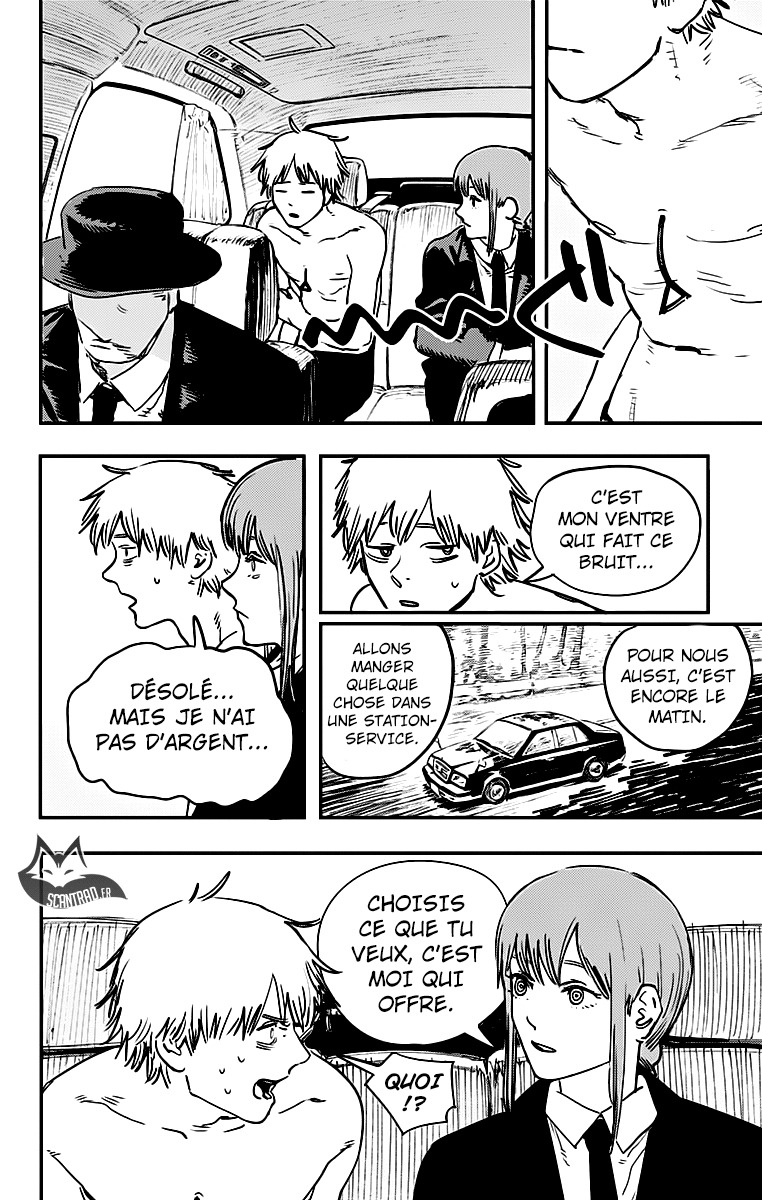 グゥ
C'EST
MON VENTRE
QUI FAIT CE
BRUIT...
POUR NOUS
AUSSI, C'EST
ENCORE LE
MATIN.
ALLONS
MANGER
QUELQUE
CHOSE DANS
UNE STATION-
SERVICE.
DÉSOLÉ...
MAIS JE N'AI
PAS D'ARGENT...
CHOISIS
CE QUE TU
VEUX, C'EST
MOI QUI
OFFRE.
QUOI
!?
SCANTRAD.FR